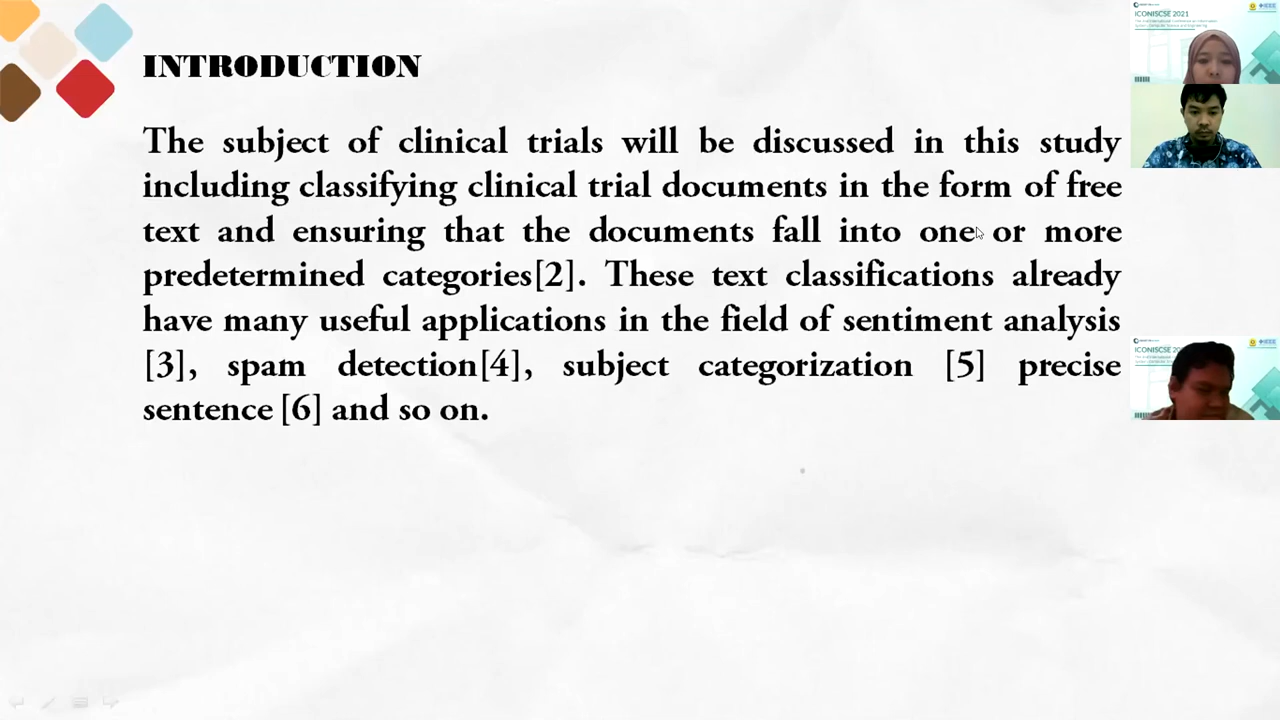 INTRODUCTION
The subject of clinical trials will be discussed in this study
including classifying clinical trial documents in the form of free
text and ensuring that the documents fall into one or more
predetermined categories[2]. These text classifications already
have many useful applications in the field of sentiment analysis
[3], spam detection[4], subject categorization [5] precise
sentence [6] and so on.
ICONISCSE 2021